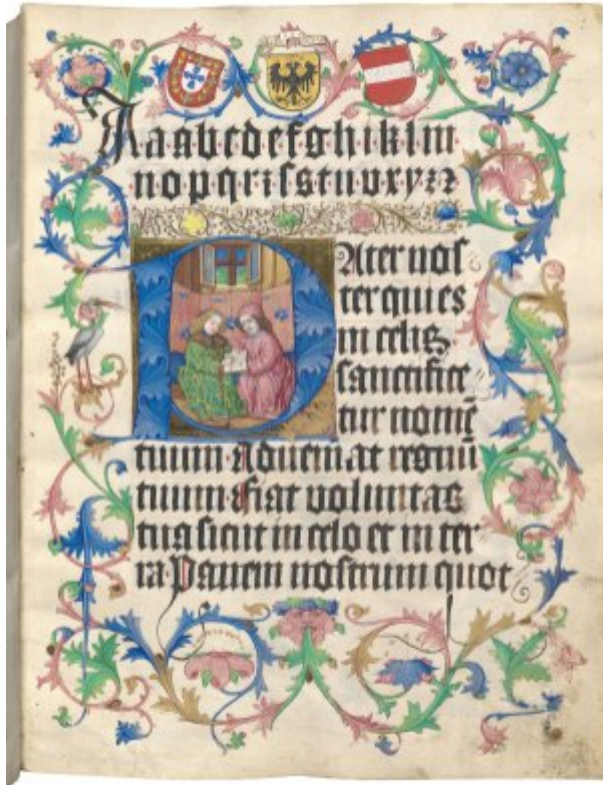 A a a b c d e f g h i k l m
n o p q r ı s ſ t u v x y z
Pater noſ
ter qui es
in celis
ſanctifice
tur nomē
tuum Adueniat regnū
tuum fiat voluntas
tua ſicut in celo et in ter
ra Panem noſtrum quot